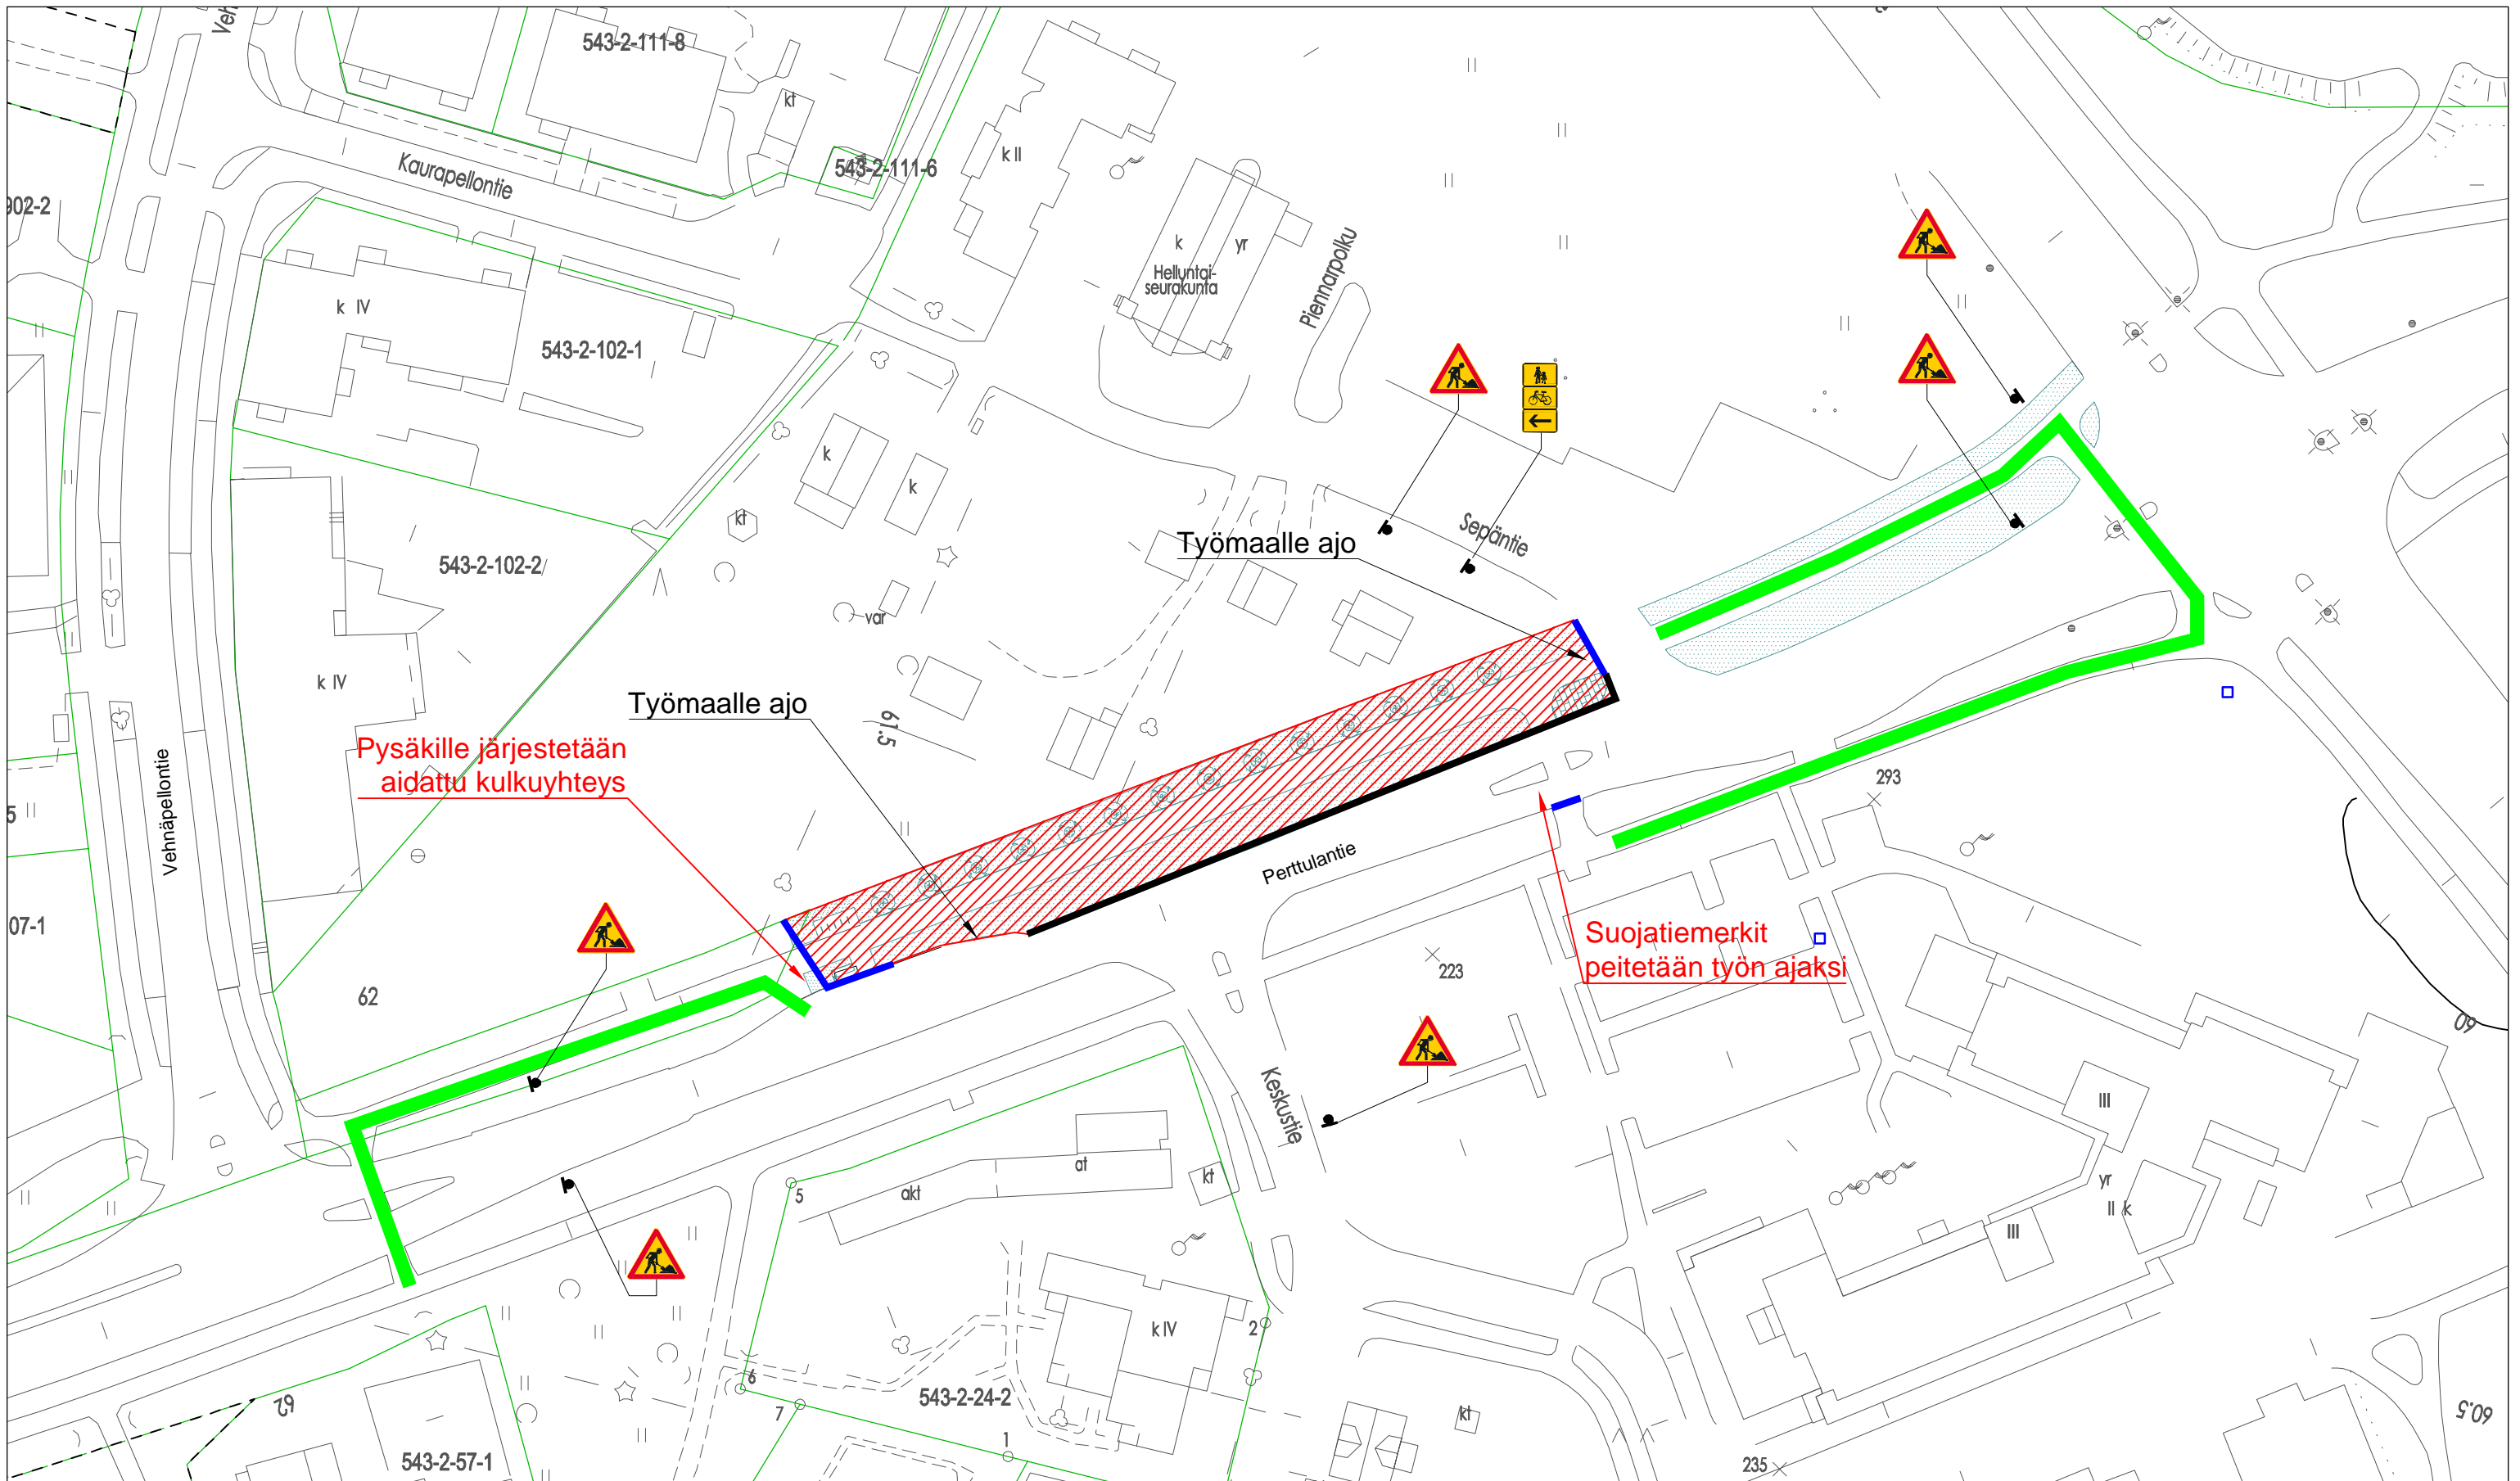 543-2-111-8
kt
Kaurapellontie
543-2-111-6
k II
902-2
k
yr
Helluntai-
seurakunta
Piennarpolku
k IV
543-2-102-1
k
k
kt
Sepäntie
Työmaalle ajo
543-2-102-2
var
k IV
Työmaalle ajo
61.5
Pysäkille järjestetään
aidattu kulkuyhteys
Vehnäpellontie
293
5
Perttulantie
07-1
Suojatiemerkit
peitetään työn ajaksi
223
62
60
Keskustie
III
at
kt
akt
5
yr
II k
III
k IV
2
6
7
543-2-24-2
62
kt
60.5
1
543-2-57-1
235